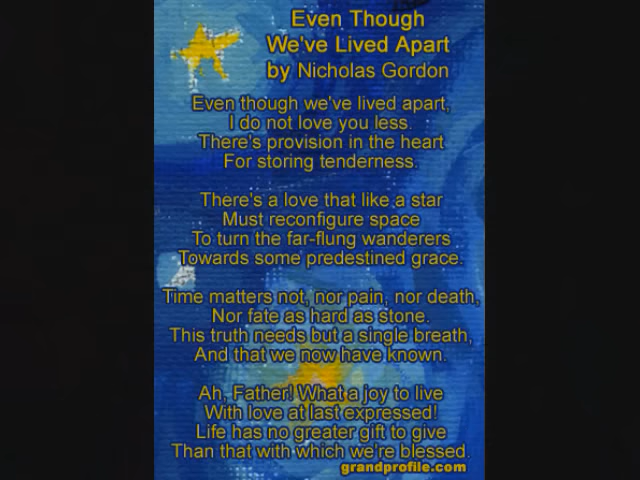 Even Though
We've Lived Apart
by Nicholas Gordon
Even though we've lived apart,
I do not love you less.
There's provision in the heart
For storing tenderness.
There's a love that like a star
Must reconfigure space
To turn the far-flung wanderers
Towards some predestined grace.
Time matters not, nor pain, nor death,
Nor fate as hard as stone.
This truth needs but a single breath,
And that we now have known.
Ah, Father! What a joy to live
With love at last expressed!
Life has no greater gift to give
Than that with which we're blessed.
grandprofile.com